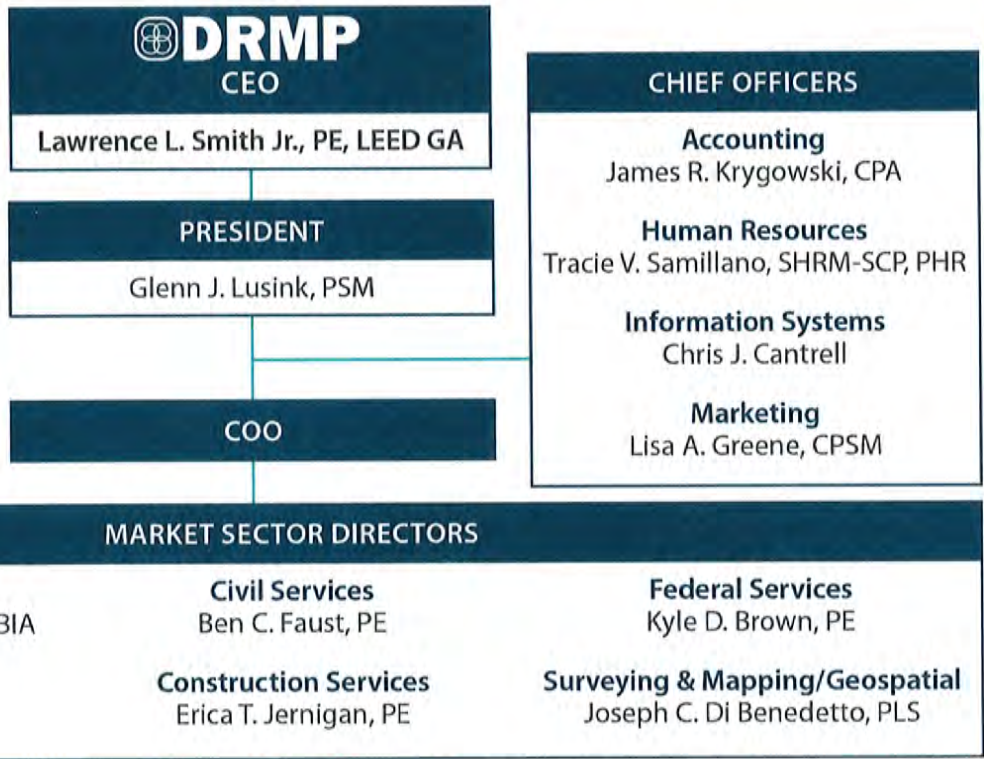 DRMP
CEO
Lawrence L. Smith Jr., PE, LEED GA
PRESIDENT
Glenn J. Lusink, PSM
COO
CHIEF OFFICERS
Accounting
James R. Krygowski, CPA
Human Resources
Tracie V. Samillano, SHRM-SCP, PHR
Information Systems
Chris J. Cantrell
Marketing
Lisa A. Greene, CPSM
MARKET SECTOR DIRECTORS
BIA
Civil Services
Ben C. Faust, PE
Federal Services
Kyle D. Brown, PE
Construction Services
Erica T. Jernigan, PE
Surveying & Mapping/Geospatial
Joseph C. Di Benedetto, PLS